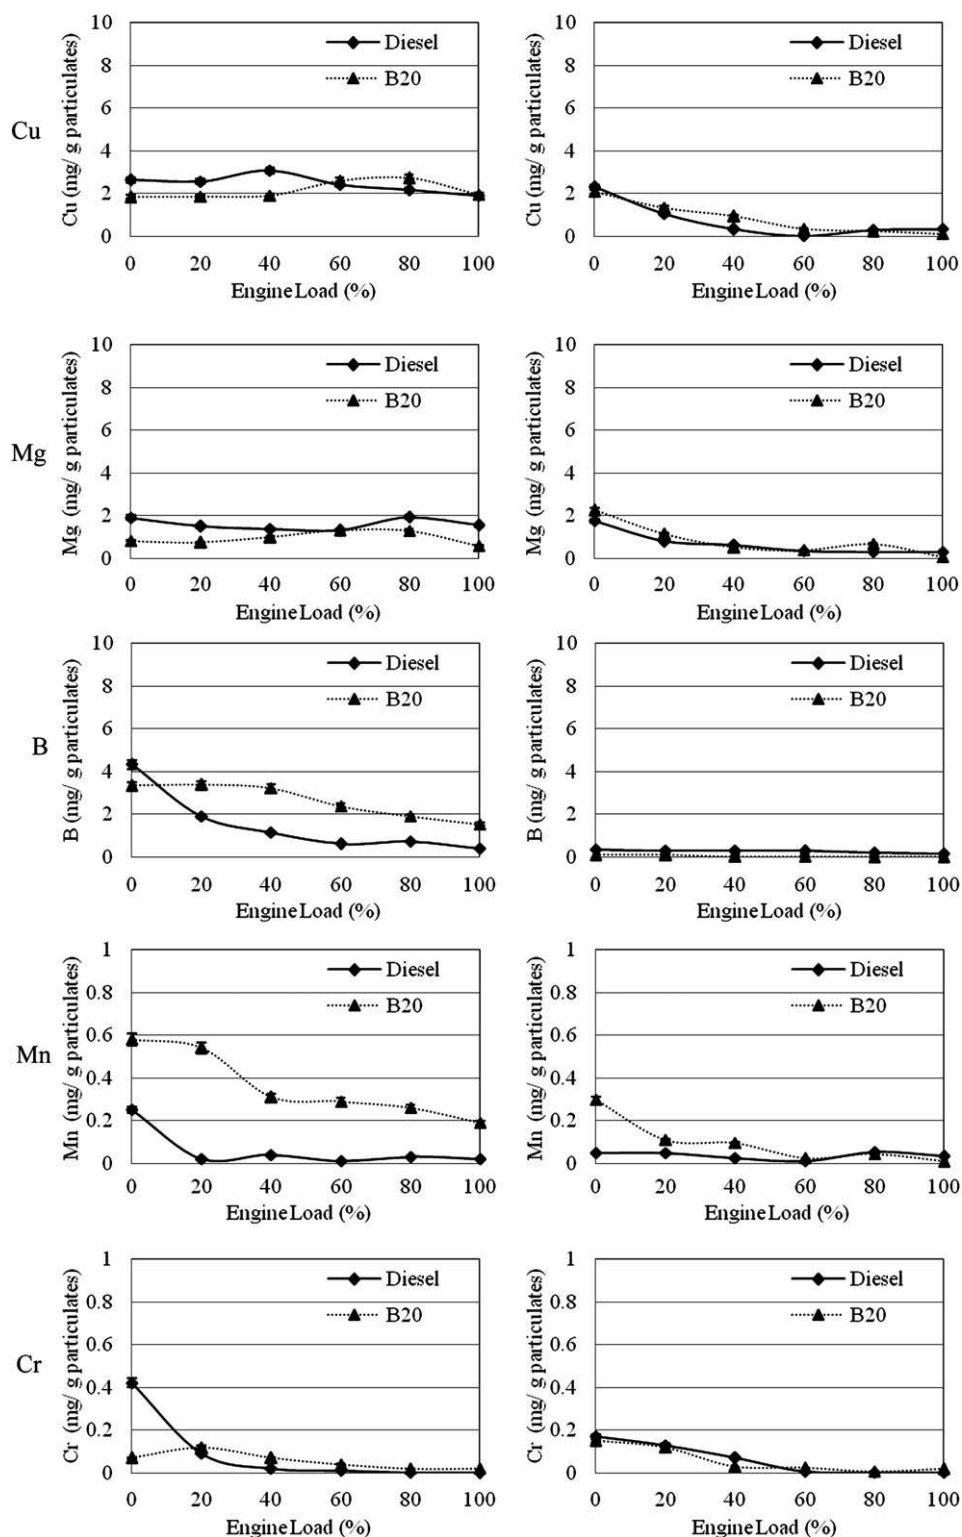 Cu
Cu (mg/ g particulates)
10
8
6
4
2
0
Diesel
B20
0 20 40 60 80 100
Engine Load (%)
Cu (mg/ g particulates)
10
8
6
4
2
0
Diesel
B20
0 20 40 60 80 100
Engine Load (%)
Mg
Mg (mg/ g particulates)
10
8
6
4
2
0
Diesel
B20
0 20 40 60 80 100
Engine Load (%)
Mg (mg/ g particulates)
10
8
6
4
2
0
Diesel
B20
0 20 40 60 80 100
Engine Load (%)
B
B (mg/ g particulates)
10
8
6
4
2
0
Diesel
B20
0 20 40 60 80 100
Engine Load (%)
B (mg/ g particulates)
10
8
6
4
2
0
Diesel
B20
0 20 40 60 80 100
Engine Load (%)
Mn
Mn (mg/ g particulates)
1
0.8
0.6
0.4
0.2
0
Diesel
B20
0 20 40 60 80 100
Engine Load (%)
Mn (mg/ g particulates)
1
0.8
0.6
0.4
0.2
0
Diesel
B20
0 20 40 60 80 100
Engine Load (%)
Cr
Cr (mg/ g particulates)
1
0.8
0.6
0.4
0.2
0
Diesel
B20
0 20 40 60 80 100
Engine Load (%)
Cr (mg/ g particulates)
1
0.8
0.6
0.4
0.2
0
Diesel
B20
0 20 40 60 80 100
Engine Load (%)